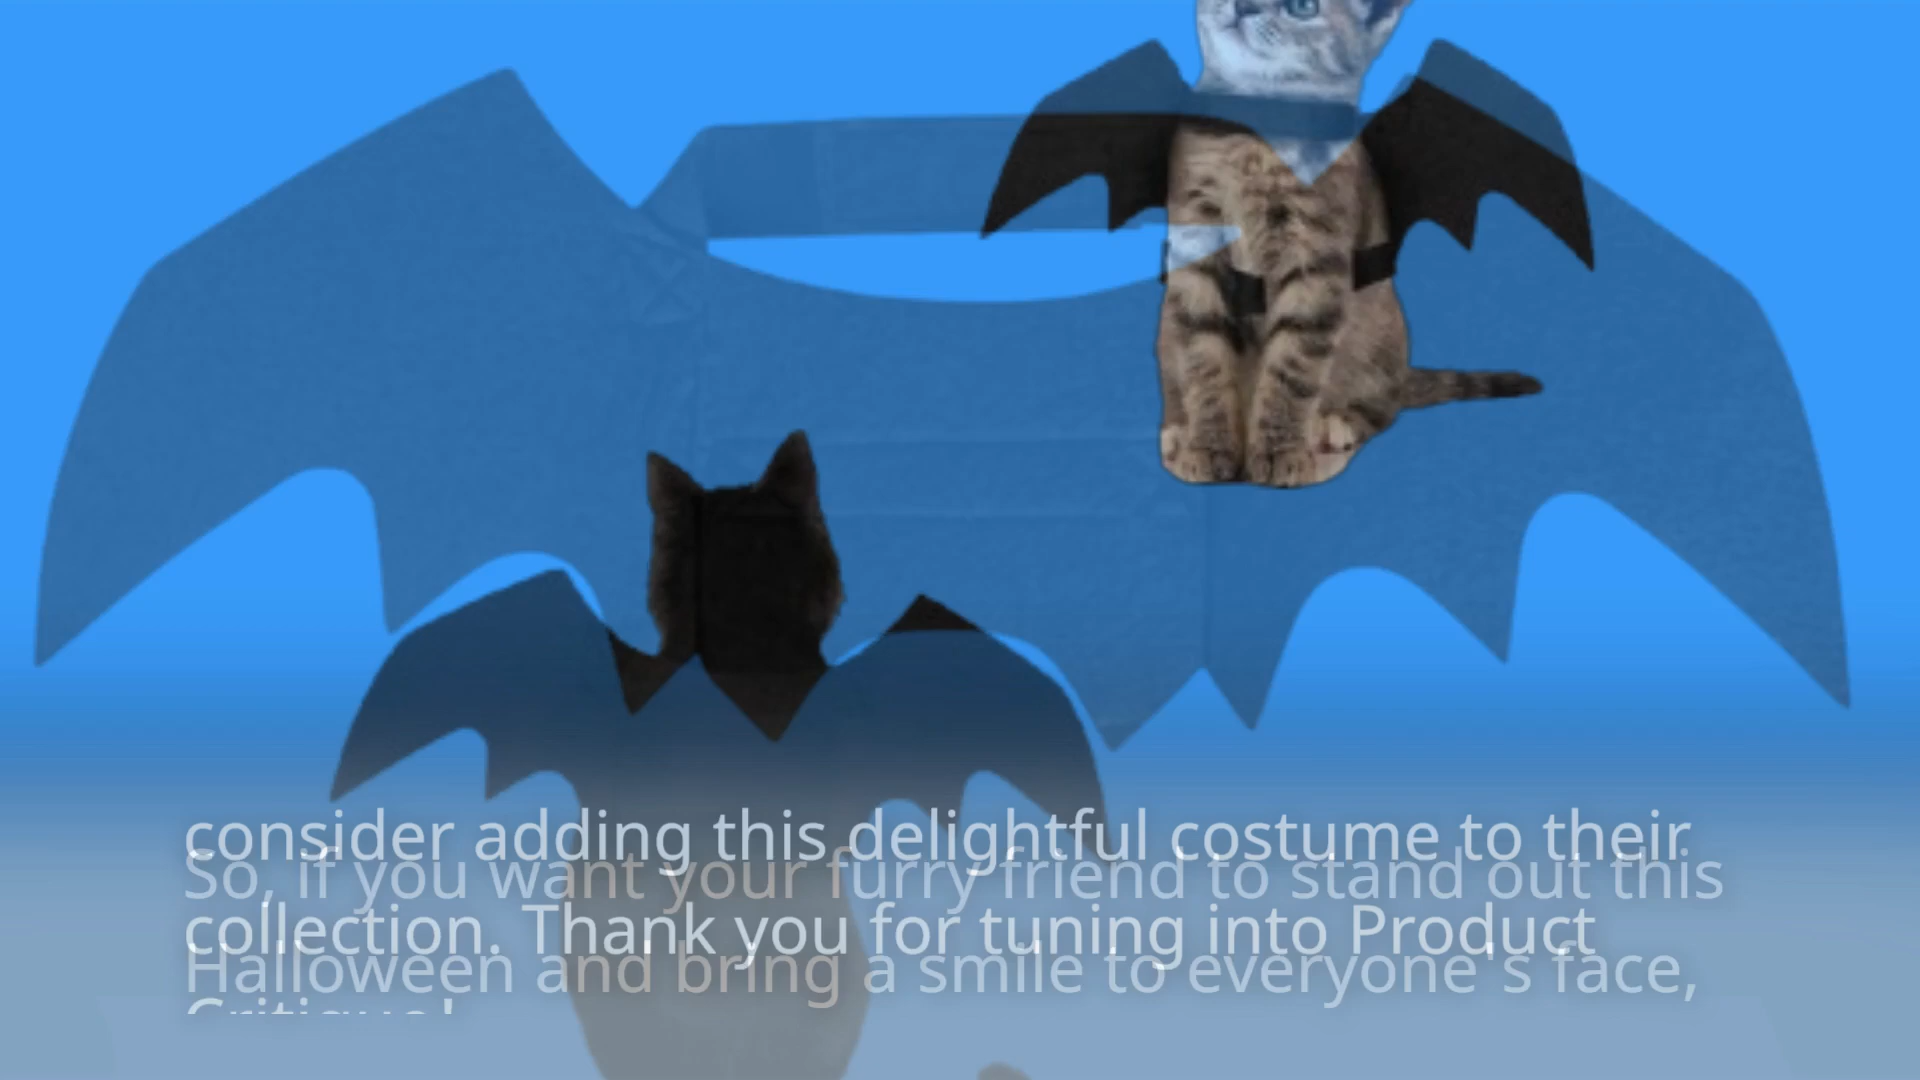 consider adding this delightful costume to their
So, if you want your furry friend to stand out this
collection. Thank you for tuning into Product
Halloween and bring a smile to everyone's face,
Critique!